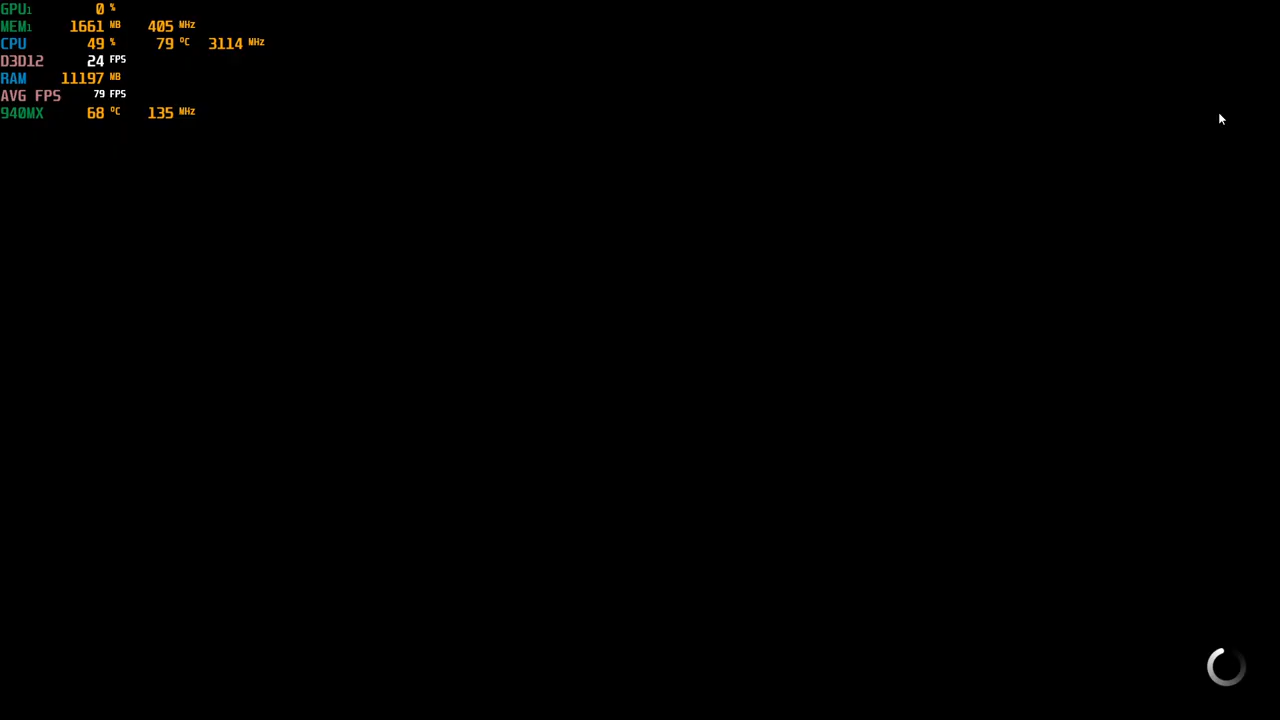 GPU1 0 %
MEM1 1661 MB 405 MHz
CPU 49 % 79 °C 3114 MHz
D3D12 24 FPS
RAM 11197 MB
AVG FPS 79 FPS
940MX 68 °C 135 MHz